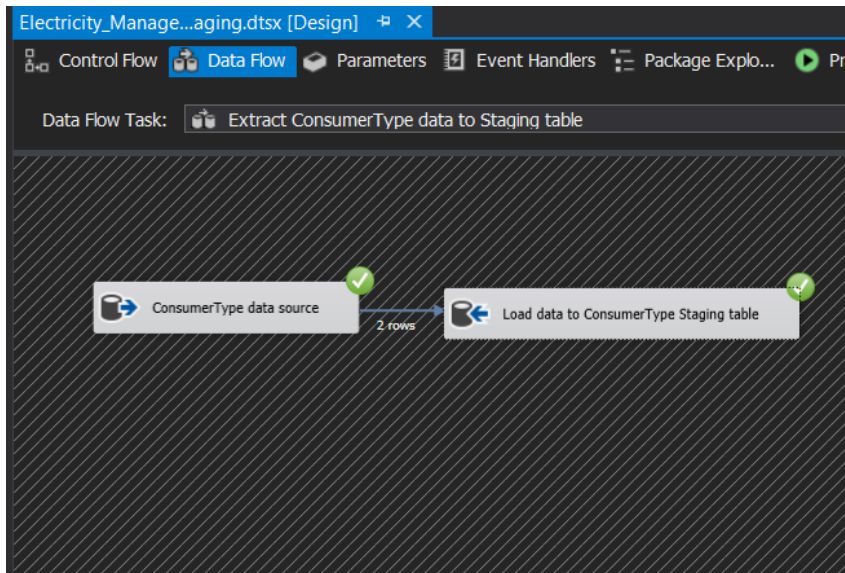 Electricity_Manage...aging.dtsx [Design]
Control Flow Data Flow Parameters Event Handlers Package Explo... Pr
Data Flow Task: Extract ConsumerType data to Staging table
ConsumerType data source
2 rows
Load data to ConsumerType Staging table